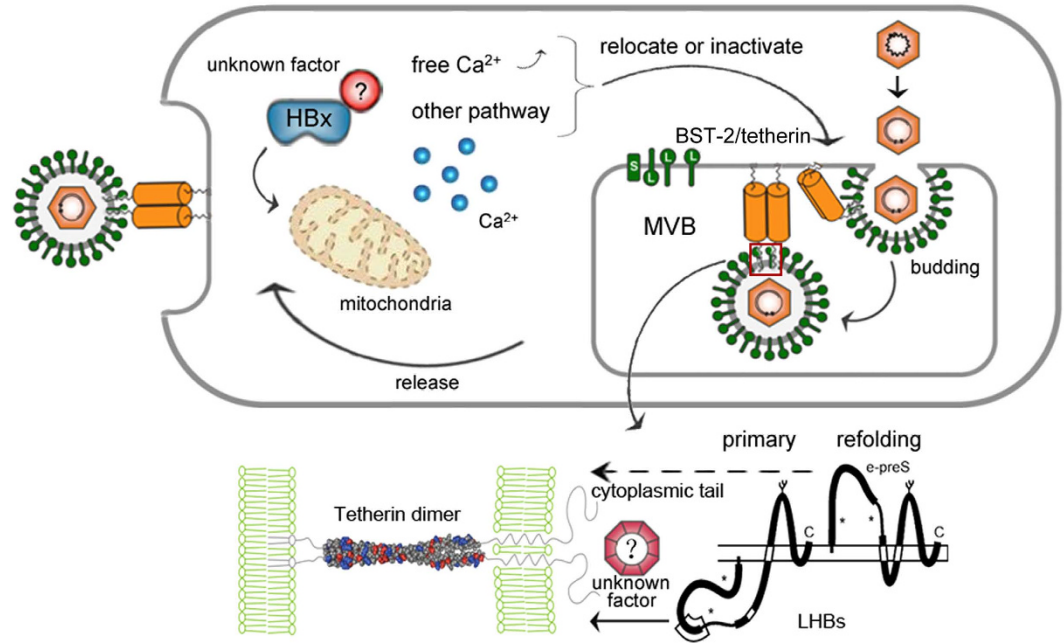 unknown factor
?
HBx
free Ca²⁺
other pathway
relocate or inactivate
Ca²⁺
mitochondria
release
BST-2/tetherin
S
L
L
L
MVB
budding
primary
refolding
e-preS
cytoplasmic tail
Tetherin dimer
?
unknown
factor
C
C
*
*
*
*
LHBs